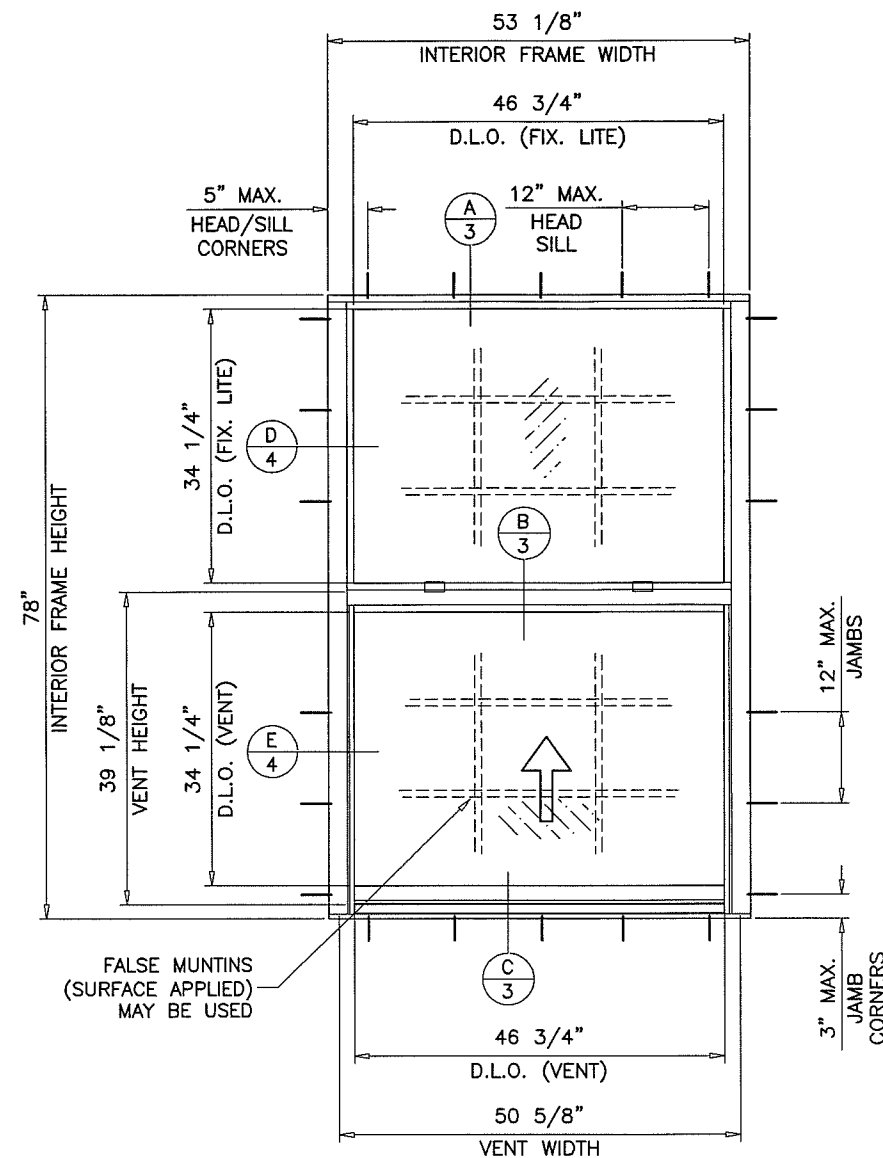 53 1/8"
INTERIOR FRAME WIDTH
46 3/4"
D.L.O. (FIX. LITE)
5" MAX.
HEAD/SILL
CORNERS
A
3
12" MAX.
HEAD
SILL
78"
INTERIOR FRAME HEIGHT
34 1/4"
D.L.O. (FIX. LITE)
D
4
B
3
39 1/8"
VENT HEIGHT
34 1/4"
D.L.O. (VENT)
E
4
12" MAX.
JAMBS
FALSE MUNTINS
(SURFACE APPLIED)
MAY BE USED
C
3
3" MAX.
JAMB
CORNERS
46 3/4"
D.L.O. (VENT)
50 5/8"
VENT WIDTH